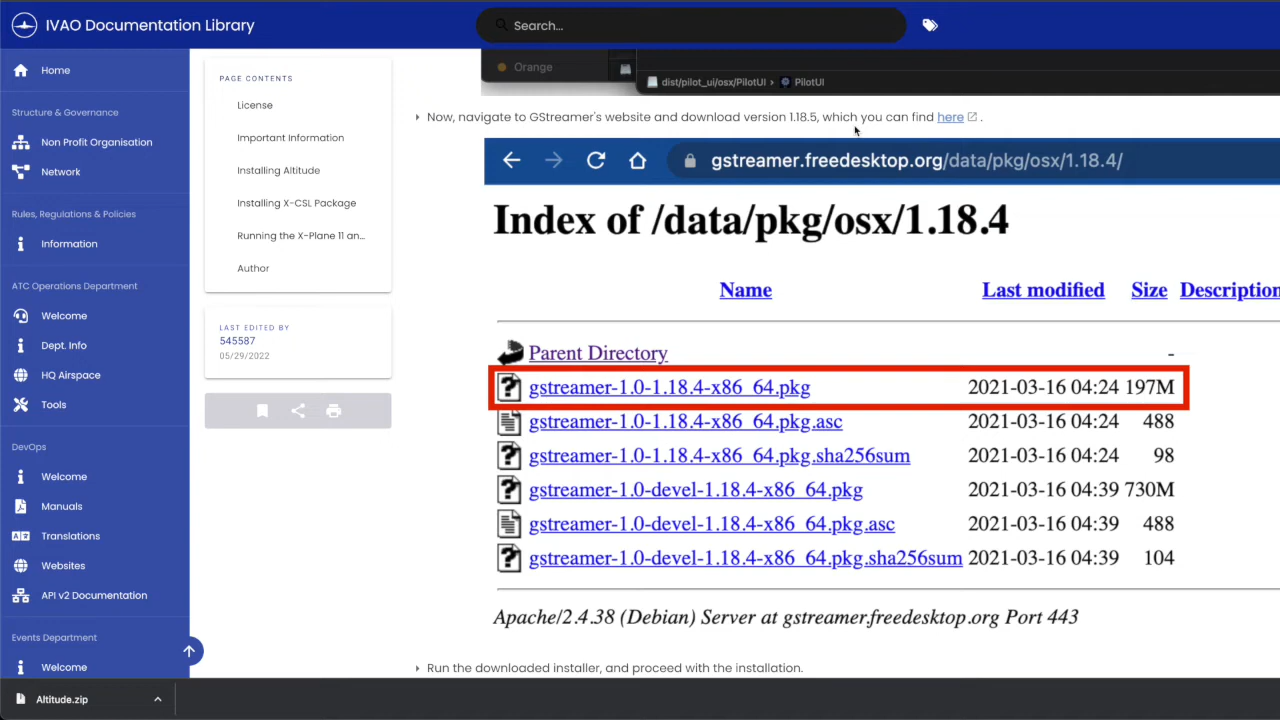 IVAO Documentation Library
Search...
Home
Structure & Governance
Non Profit Organisation
Network
Rules, Regulations & Policies
Information
ATC Operations Department
Welcome
Dept. Info
HQ Airspace
Tools
DevOps
Welcome
Manuals
Translations
Websites
API v2 Documentation
Events Department
Welcome
PAGE CONTENTS
License
Important Information
Installing Altitude
Installing X-CSL Package
Running the X-Plane 11 an...
Author
LAST EDITED BY
545587
05/29/2022
Orange
dist/pilot_ui/osx/PilotUI › PilotUI
Now, navigate to GStreamer's website and download version 1.18.5, which you can find here .
gstreamer.freedesktop.org/data/pkg/osx/1.18.4/
Index of /data/pkg/osx/1.18.4
Name Last modified Size Description
Parent Directory -
gstreamer-1.0-1.18.4-x86_64.pkg 2021-03-16 04:24 197M
gstreamer-1.0-1.18.4-x86_64.pkg.asc 2021-03-16 04:24 488
gstreamer-1.0-1.18.4-x86_64.pkg.sha256sum 2021-03-16 04:24 98
gstreamer-1.0-devel-1.18.4-x86_64.pkg 2021-03-16 04:39 730M
gstreamer-1.0-devel-1.18.4-x86_64.pkg.asc 2021-03-16 04:39 488
gstreamer-1.0-devel-1.18.4-x86_64.pkg.sha256sum 2021-03-16 04:39 104
Apache/2.4.38 (Debian) Server at gstreamer.freedesktop.org Port 443
Run the downloaded installer, and proceed with the installation.
Altitude.zip